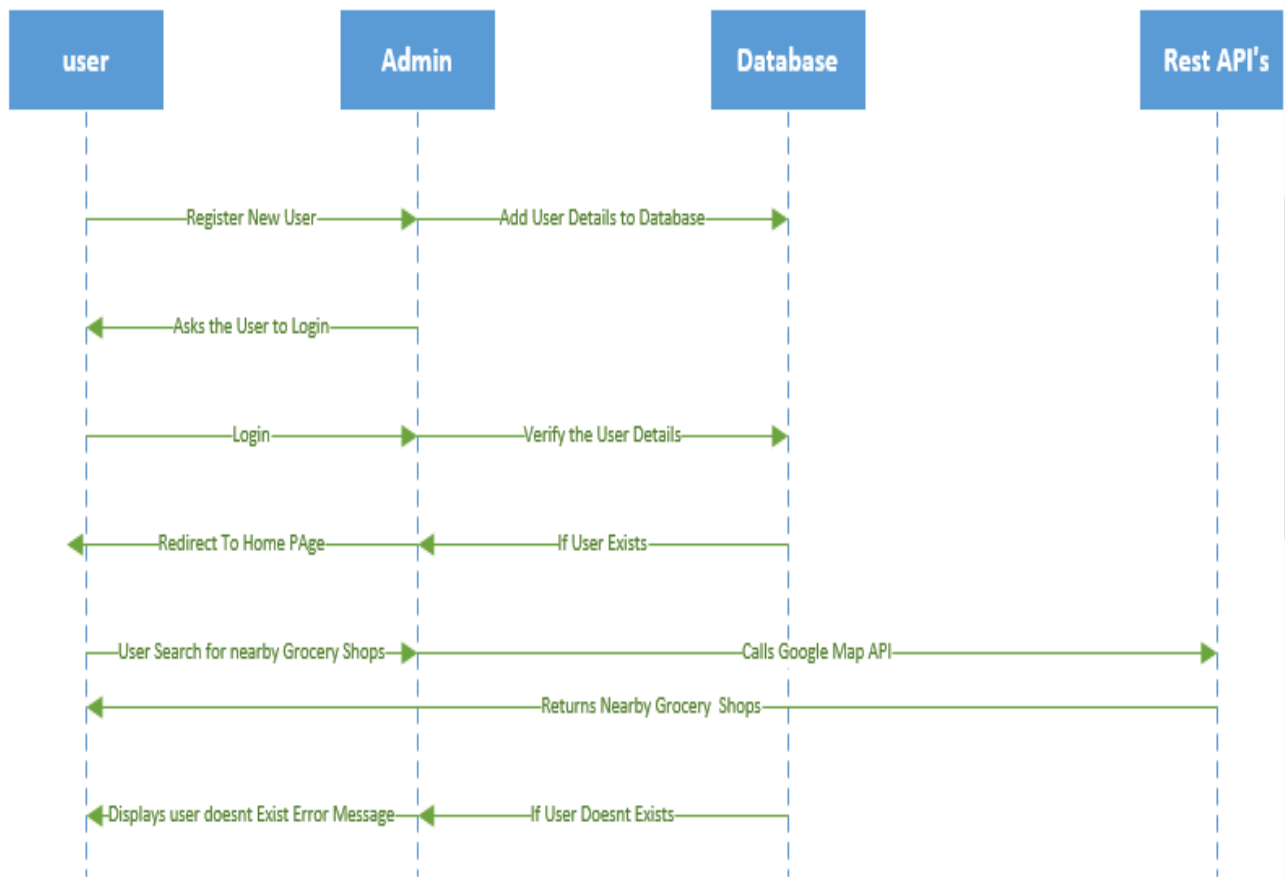 user
Admin
Database
Rest API's
Register New User
Add User Details to Database
Asks the User to Login
Login
Verify the User Details
Redirect To Home PAge
If User Exists
User Search for nearby Grocery Shops
Calls Google Map API
Returns Nearby Grocery Shops
Displays user doesnt Exist Error Message
If User Doesnt Exists